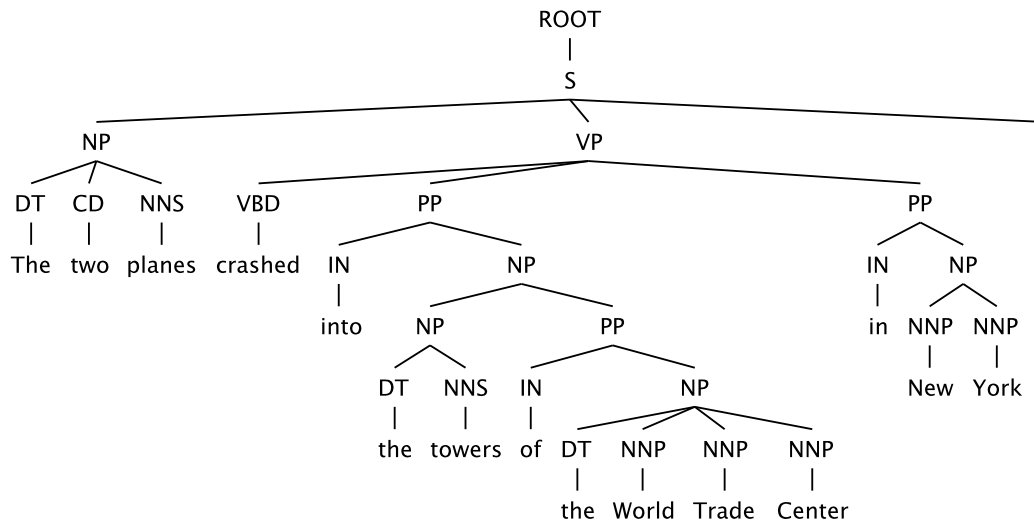 ROOT
S
NP VP
DT CD NNS VBD PP PP
The two planes crashed IN NP IN NP
into NP PP in NNP NNP
DT NNS IN NP New York
the towers of DT NNP NNP NNP
the World Trade Center